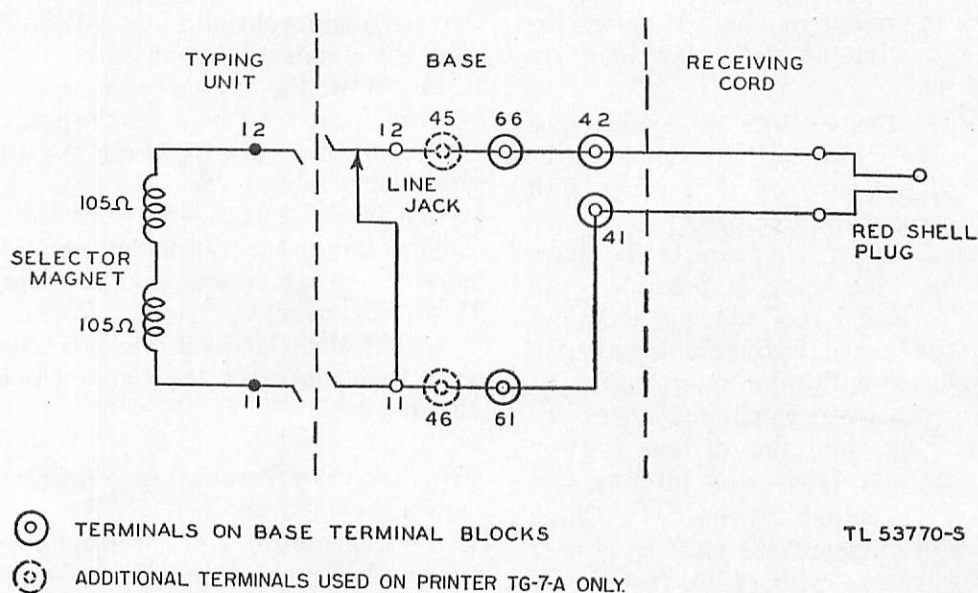 TYPING
UNIT
BASE
RECEIVING
CORD
12
12
45
66
42
LINE
JACK
41
105Ω
SELECTOR
MAGNET
105Ω
RED SHELL
PLUG
11
11
46
61
TERMINALS ON BASE TERMINAL BLOCKS
TL 53770-S
ADDITIONAL TERMINALS USED ON PRINTER TG-7-A ONLY.